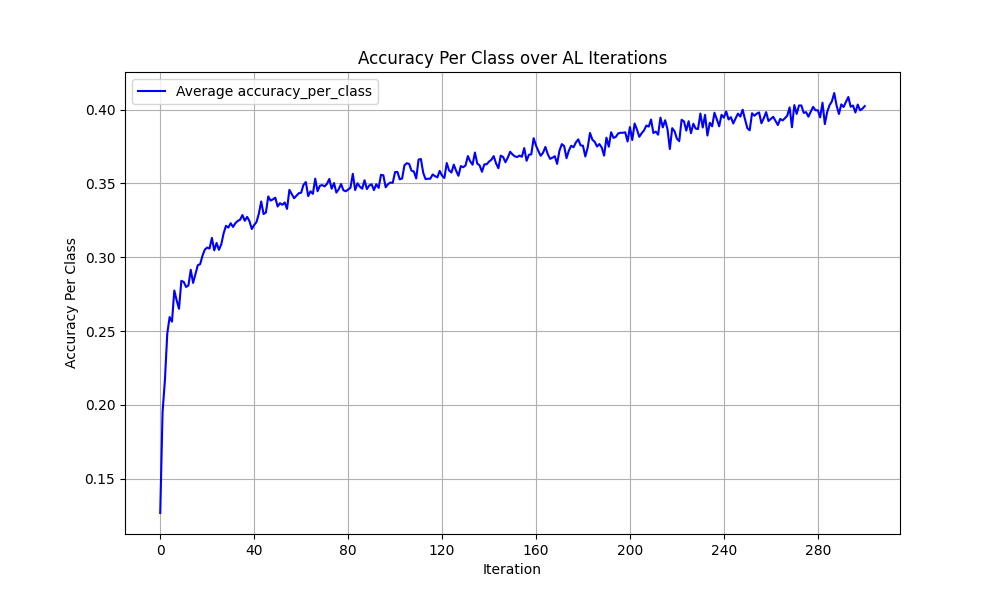 Accuracy Per Class over AL Iterations
Average accuracy_per_class
Accuracy Per Class
0.40
0.35
0.30
0.25
0.20
0.15
0 40 80 120 160 200 240 280
Iteration